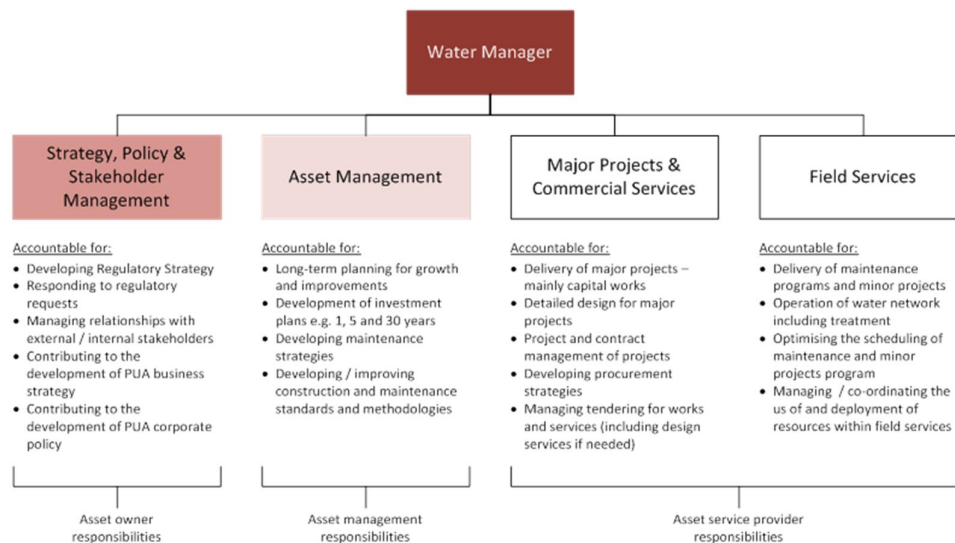 Water Manager
Strategy, Policy &
Stakeholder
Management
Asset Management
Major Projects &
Commercial Services
Field Services
Accountable for:
• Developing Regulatory Strategy
• Responding to regulatory
requests
• Managing relationships with
external / internal stakeholders
• Contributing to the
development of PUA business
strategy
• Contributing to the
development of PUA corporate
policy
Accountable for:
• Long-term planning for growth
and improvements
• Development of investment
plans e.g. 1, 5 and 30 years
• Developing maintenance
strategies
• Developing / improving
construction and maintenance
standards and methodologies
Accountable for:
• Delivery of major projects –
mainly capital works
• Detailed design for major
projects
• Project and contract
management of projects
• Developing procurement
strategies
• Managing tendering for works
and services (including design
services if needed)
Accountable for:
• Delivery of maintenance
programs and minor projects
• Operation of water network
including treatment
• Optimising the scheduling of
maintenance and minor
projects program
• Managing / co-ordinating the
us of and deployment of
resources within field services
Asset owner
responsibilities
Asset management
responsibilities
Asset service provider
responsibilities